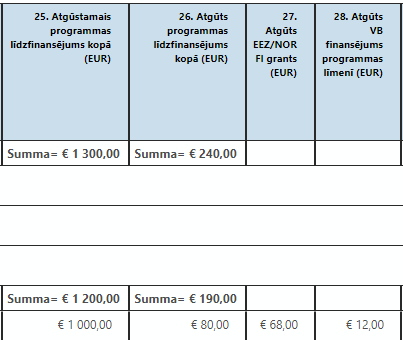 25. Atgūstamais
programmas
līdzfinansējums kopā
(EUR)
26. Atgūts
programmas
līdzfinansējums
kopā (EUR)
27.
Atgūts
EEZ/NOR
FI grants
(EUR)
28. Atgūts
VB
finansējums
programmas
līmenī (EUR)
Summa= € 1 300,00 Summa= € 240,00
Summa= € 1 200,00 Summa= € 190,00
€ 1 000,00 € 80,00 € 68,00 € 12,00